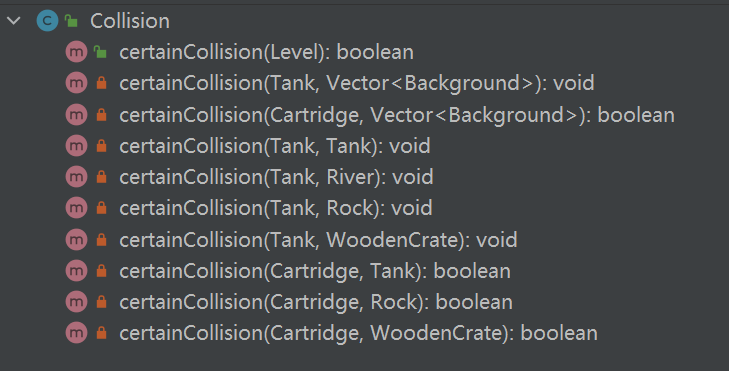 Collision
certainCollision(Level): boolean
certainCollision(Tank, Vector<Background>): void
certainCollision(Cartridge, Vector<Background>): boolean
certainCollision(Tank, Tank): void
certainCollision(Tank, River): void
certainCollision(Tank, Rock): void
certainCollision(Tank, WoodenCrate): void
certainCollision(Cartridge, Tank): boolean
certainCollision(Cartridge, Rock): boolean
certainCollision(Cartridge, WoodenCrate): boolean